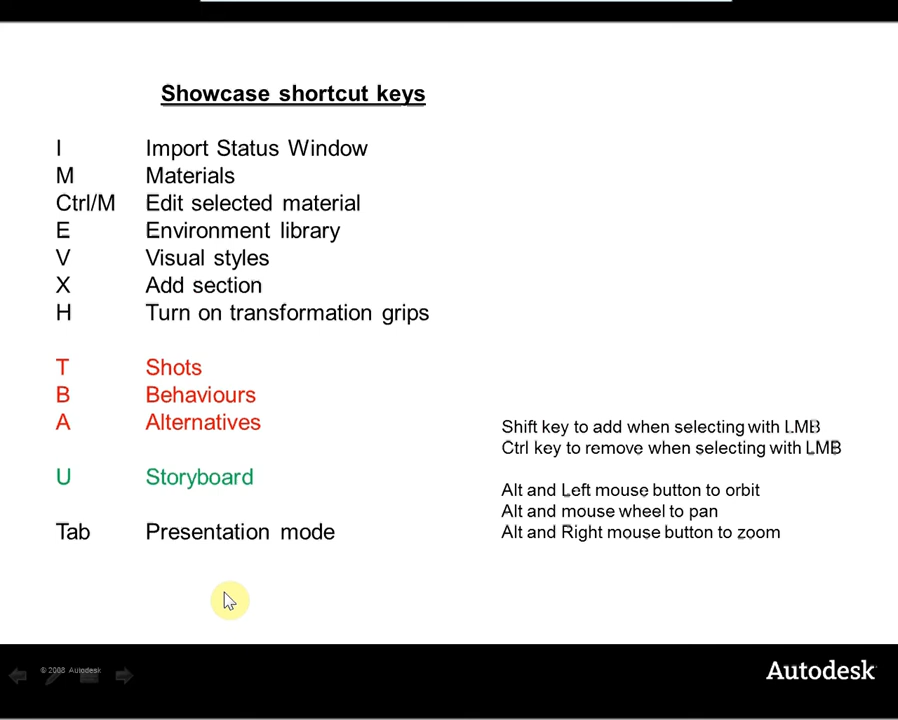 Showcase shortcut keys
I Import Status Window
M Materials
Ctrl/M Edit selected material
E Environment library
V Visual styles
X Add section
H Turn on transformation grips
T Shots
B Behaviours
A Alternatives
U Storyboard
Tab Presentation mode
Shift key to add when selecting with LMB
Ctrl key to remove when selecting with LMB
Alt and Left mouse button to orbit
Alt and mouse wheel to pan
Alt and Right mouse button to zoom
© 2008 Autodesk
Autodesk